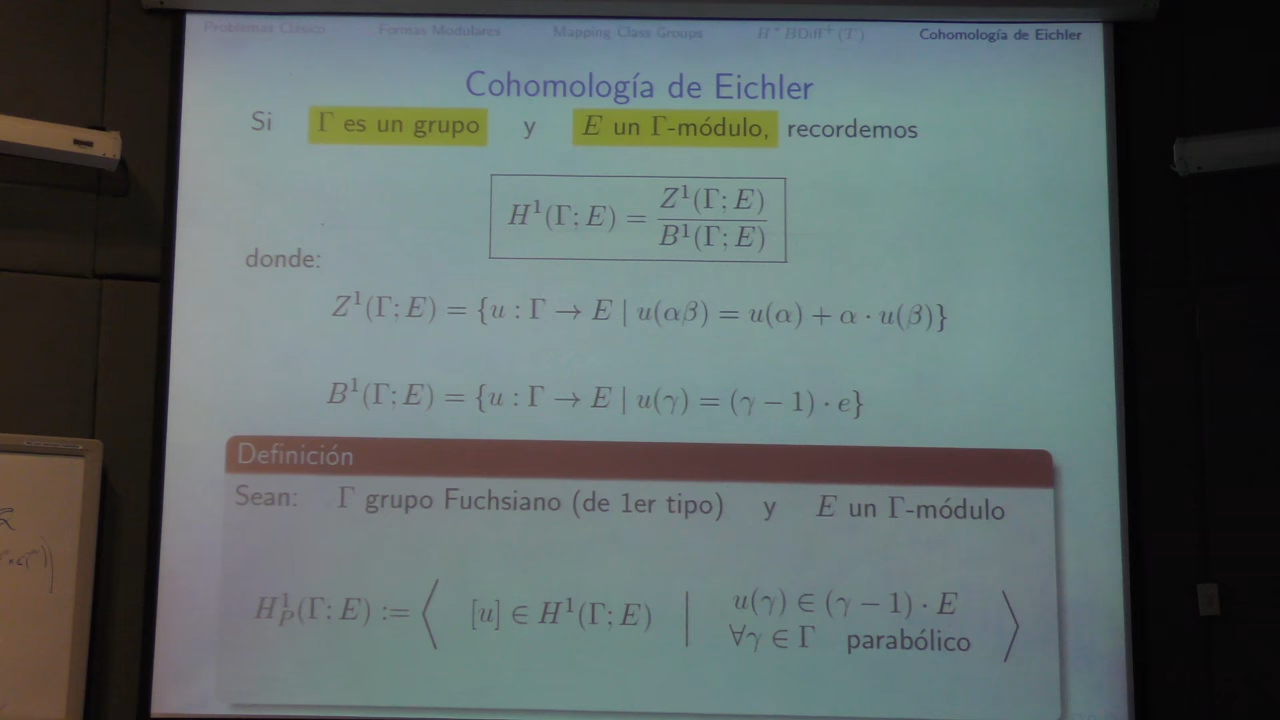 Problemas Clásico Formas Modulares Mapping Class Groups H*BDiff⁺(T) Cohomología de Eichler
Cohomología de Eichler
Si Γ es un grupo y E un Γ-módulo, recordemos
H¹(Γ; E) = Z¹(Γ; E) / B¹(Γ; E)
donde:
Z¹(Γ; E) = {u : Γ → E | u(αβ) = u(α) + α · u(β)}
B¹(Γ; E) = {u : Γ → E | u(γ) = (γ − 1) · e}
Definición
Sean: Γ grupo Fuchsiano (de 1er tipo) y E un Γ-módulo
H¹_P(Γ; E) := ⟨ [u] ∈ H¹(Γ; E) | u(γ) ∈ (γ − 1) · E
∀γ ∈ Γ parabólico ⟩